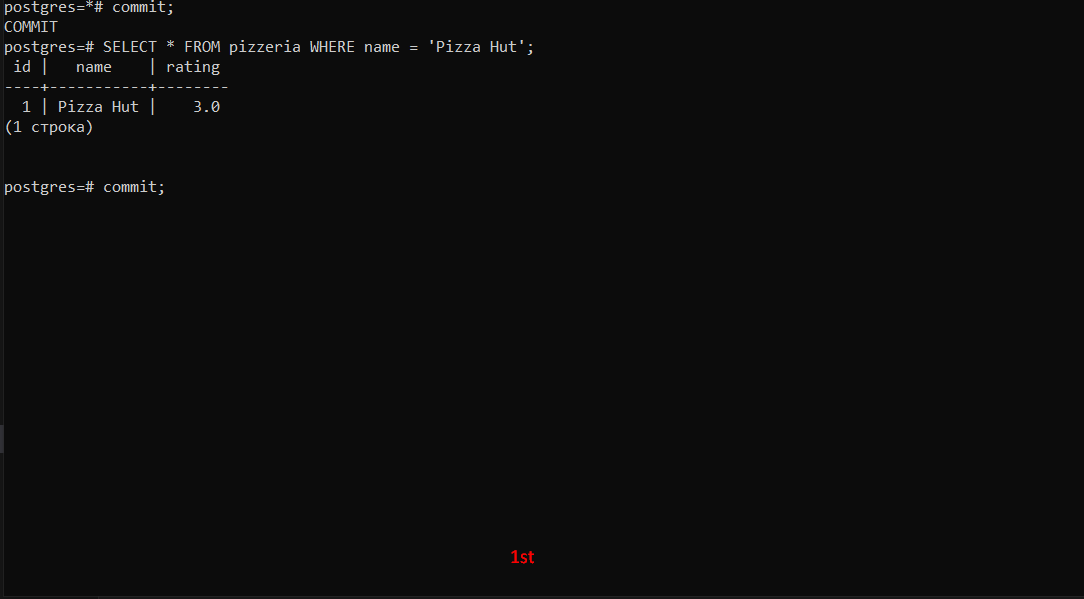 postgres=*# commit;
COMMIT
postgres=# SELECT * FROM pizzeria WHERE name = 'Pizza Hut';
 id |   name    | rating
----+-----------+--------
  1 | Pizza Hut |    3.0
(1 строка)
postgres=# commit;
1st